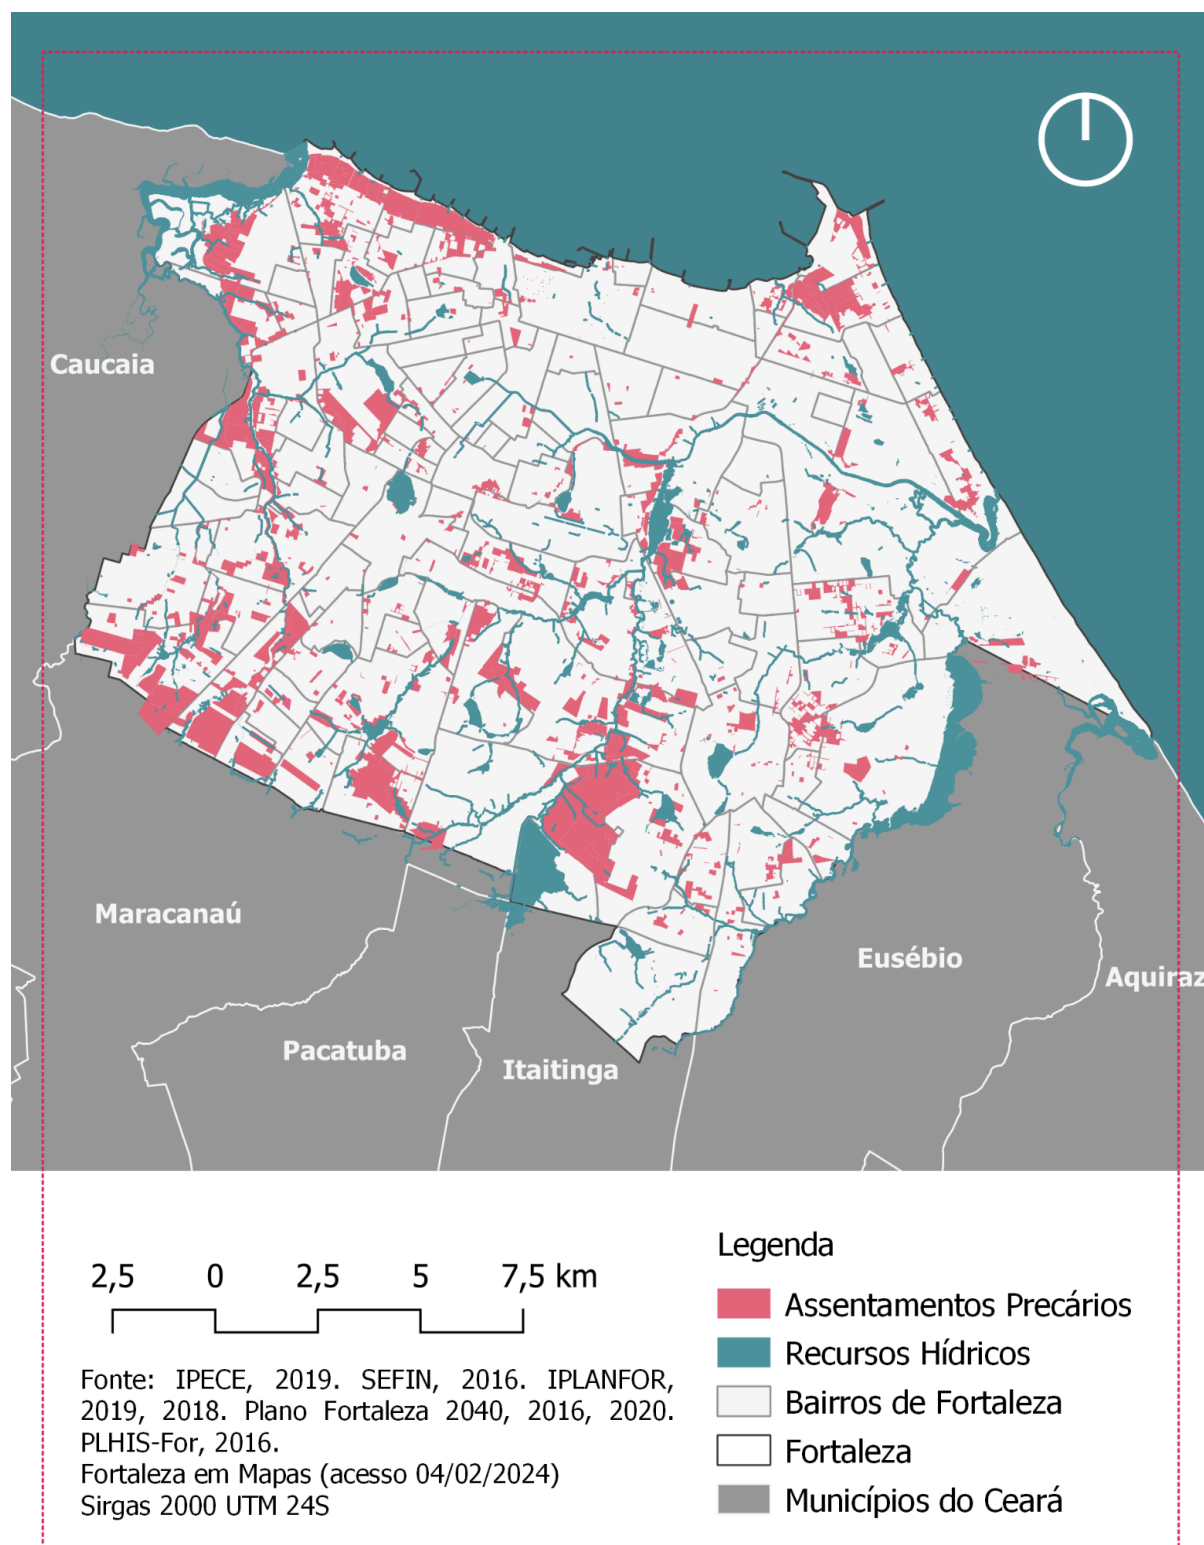 Caucaia
Maracanaú
Pacatuba
Itaitinga
Eusébio
Aquiraz
2,5 0 2,5 5 7,5 km
Fonte: IPECE, 2019. SEFIN, 2016. IPLANFOR,
2019, 2018. Plano Fortaleza 2040, 2016, 2020.
PLHIS-For, 2016.
Fortaleza em Mapas (acesso 04/02/2024)
Sirgas 2000 UTM 24S
Legenda
Assentamentos Precários
Recursos Hídricos
Bairros de Fortaleza
Fortaleza
Municípios do Ceará